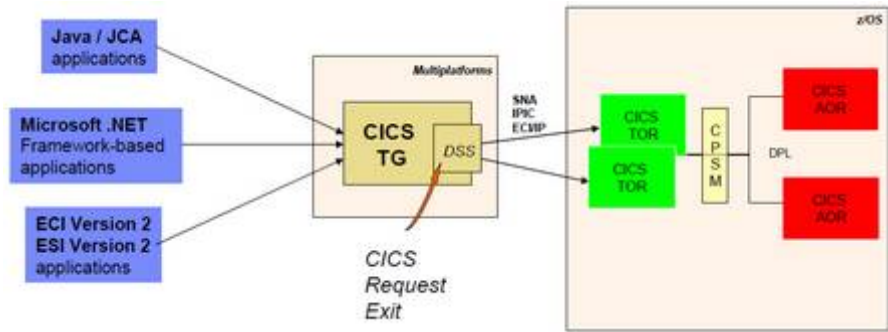 Java / JCA
applications
Microsoft .NET
Framework-based
applications
ECI Version 2
ESI Version 2
applications
Multiplatforms
CICS
TG
DSS
CICS
Request
Exit
SNA
IPIC
ECI/IP
z/OS
CICS
TOR
CICS
TOR
C
P
S
M
DPL
CICS
AOR
CICS
AOR